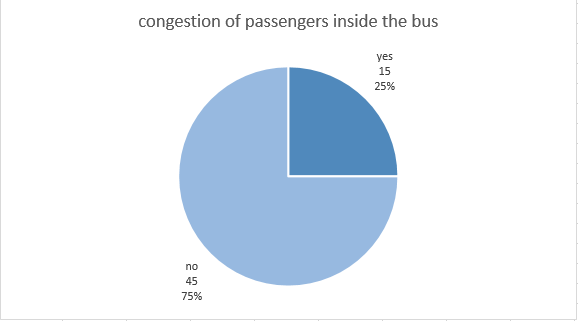 congestion of passengers inside the bus
yes
15
25%
no
45
75%